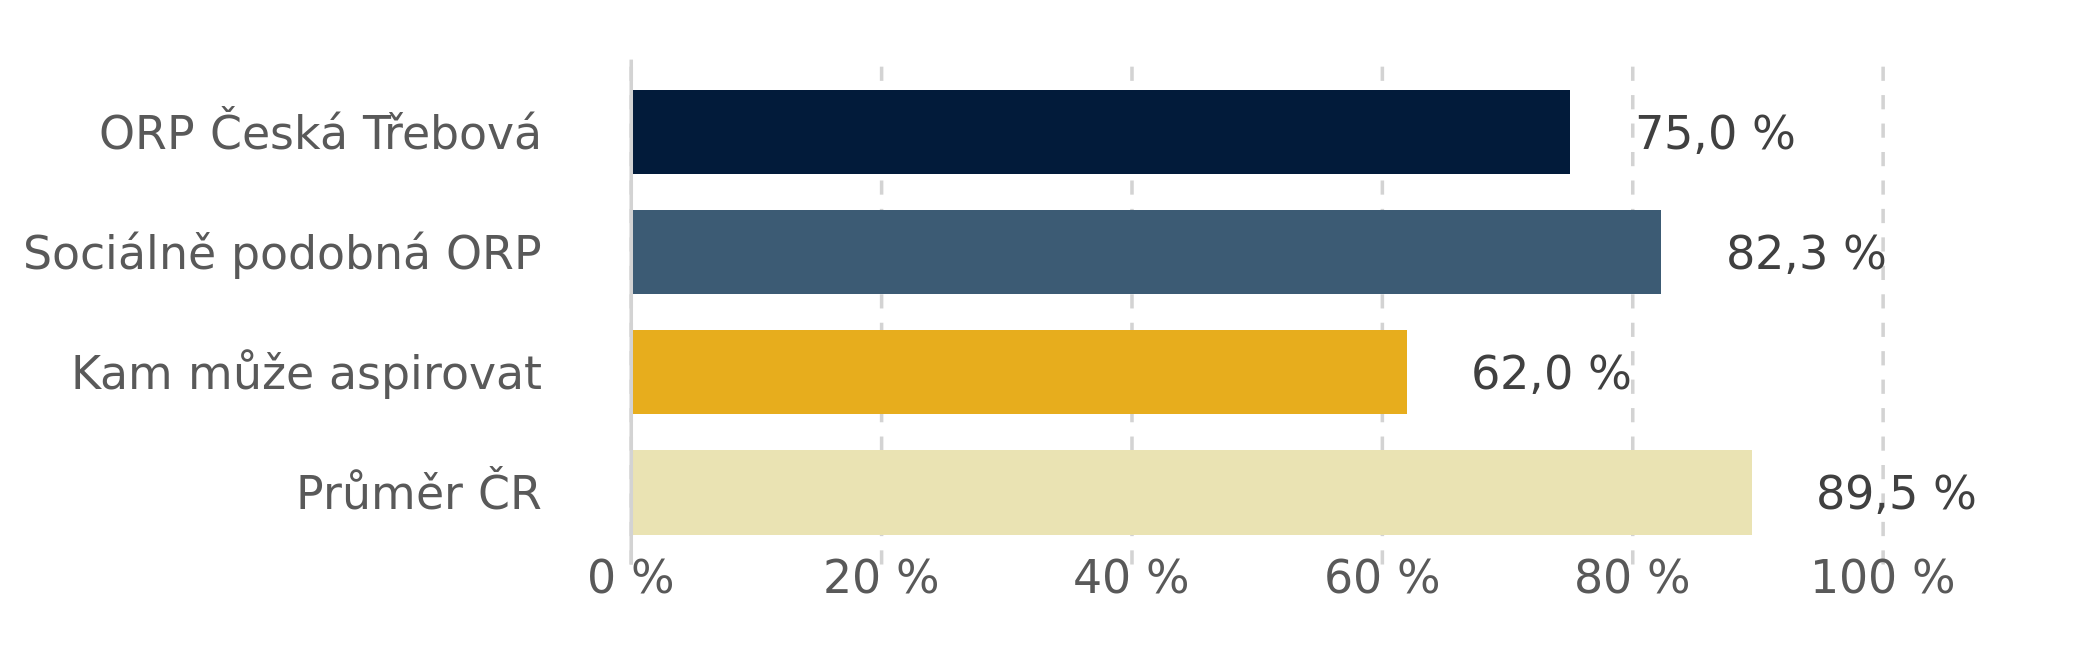 ORP Česká Třebová 75,0 %
Sociálně podobná ORP 82,3 %
Kam může aspirovat 62,0 %
Průměr ČR 89,5 %
0 % 20 % 40 % 60 % 80 % 100 %